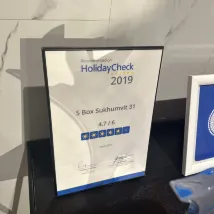 HolidayCheck
2019
S Box Sukhumvit 31
4.7 / 6